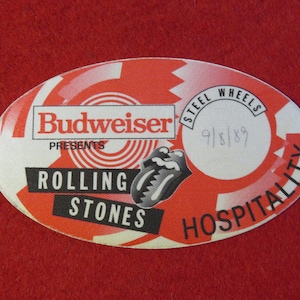 Budweiser
PRESENTS
STEEL WHEELS
9/8/89
ROLLING
STONES
HOSPITALITY